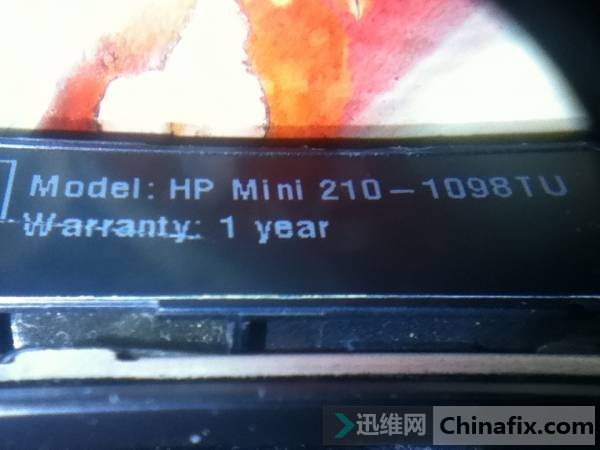 Model: HP Mini 210-1098TU
Warranty: 1 year
迅维网 Chinafix.com